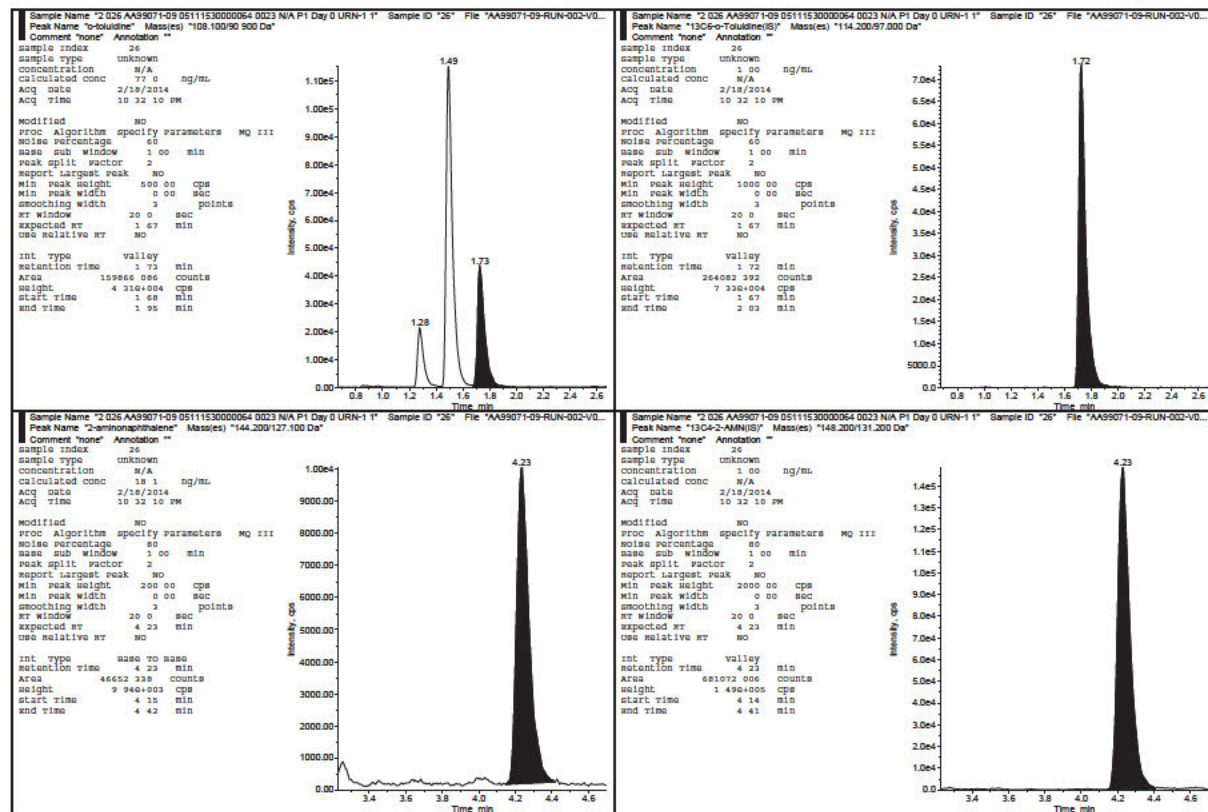 Sample Name "2 026 AA99071-09 05111530000064 0023 N/A P1 Day 0 URN-1 1" Sample ID "26" File "AA99071-09-RUN-002-V0...
Peak Name "o-toluidine" Mass(es) "108.100/90 900 Da"
Comment "none" Annotation ""
Sample Index 26
Sample Type Unknown
Concentration N/A
Calculated Conc 77 0 ng/mL
Acq Date 2/18/2014
Acq Time 10 32 10 PM
Modified NO
Proc Algorithm Specify Parameters MQ III
Noise Percentage 60
Base Sub Window 1 00 min
Peak Split Factor 2
Report Largest Peak NO
Min Peak Height 500 00 cps
Min Peak Width 0 00 sec
Smoothing Width 3 points
RT Window 20 0 sec
Expected RT 1 67 min
Use Relative RT NO
Int Type Valley
Retention Time 1 73 min
Area 159866 086 counts
Height 4 31e+004 cps
Start Time 1 68 min
End Time 1 95 min
Intensity, cps
1.10e5
1.00e5
9.00e4
8.00e4
7.00e4
6.00e4
5.00e4
4.00e4
3.00e4
2.00e4
1.00e4
0.00
1.28
1.49
1.73
0.8 1.0 1.2 1.4 1.6 1.8 2.0 2.2 2.4 2.6
Time, min
Sample Name "2 026 AA99071-09 05111530000064 0023 N/A P1 Day 0 URN-1 1" Sample ID "26" File "AA99071-09-RUN-002-V0...
Peak Name "13C6-o-Toluidine(IS)" Mass(es) "114.200/97.000 Da"
Comment "none" Annotation ""
Sample Index 26
Sample Type Unknown
Concentration 1 00 ng/mL
Calculated Conc N/A
Acq Date 2/18/2014
Acq Time 10 32 10 PM
Modified NO
Proc Algorithm Specify Parameters MQ III
Noise Percentage 60
Base Sub Window 1 00 min
Peak Split Factor 2
Report Largest Peak NO
Min Peak Height 1000 00 cps
Min Peak Width 0 00 sec
Smoothing Width 3 points
RT Window 20 0 sec
Expected RT 1 67 min
Use Relative RT NO
Int Type Valley
Retention Time 1 72 min
Area 264082 392 counts
Height 7 33e+004 cps
Start Time 1 67 min
End Time 2 03 min
Intensity, cps
7.0e4
6.5e4
6.0e4
5.5e4
5.0e4
4.5e4
4.0e4
3.5e4
3.0e4
2.5e4
2.0e4
1.5e4
1.0e4
5000.0
0.0
1.72
0.8 1.0 1.2 1.4 1.6 1.8 2.0 2.2 2.4 2.6
Time, min
Sample Name "2 026 AA99071-09 05111530000064 0023 N/A P1 Day 0 URN-1 1" Sample ID "26" File "AA99071-09-RUN-002-V0...
Peak Name "2-aminonaphthalene" Mass(es) "144.200/127.100 Da"
Comment "none" Annotation ""
Sample Index 26
Sample Type Unknown
Concentration N/A
Calculated Conc 18 1 ng/mL
Acq Date 2/18/2014
Acq Time 10 32 10 PM
Modified NO
Proc Algorithm Specify Parameters MQ III
Noise Percentage 80
Base Sub Window 1 00 min
Peak Split Factor 2
Report Largest Peak NO
Min Peak Height 200 00 cps
Min Peak Width 0 00 sec
Smoothing Width 3 points
RT Window 20 0 sec
Expected RT 4 23 min
Use Relative RT NO
Int Type Base To Base
Retention Time 4 23 min
Area 46652 338 counts
Height 9 94e+003 cps
Start Time 4 15 min
End Time 4 42 min
Intensity, cps
1.00e4
9000.00
8000.00
7000.00
6000.00
5000.00
4000.00
3000.00
2000.00
1000.00
0.00
4.23
3.4 3.6 3.8 4.0 4.2 4.4 4.6
Time, min
Sample Name "2 026 AA99071-09 05111530000064 0023 N/A P1 Day 0 URN-1 1" Sample ID "26" File "AA99071-09-RUN-002-V0...
Peak Name "13C4-2-AMN(IS)" Mass(es) "148.200/131.200 Da"
Comment "none" Annotation ""
Sample Index 26
Sample Type Unknown
Concentration 1 00 ng/mL
Calculated Conc N/A
Acq Date 2/18/2014
Acq Time 10 32 10 PM
Modified NO
Proc Algorithm Specify Parameters MQ III
Noise Percentage 80
Base Sub Window 1 00 min
Peak Split Factor 2
Report Largest Peak NO
Min Peak Height 2000 00 cps
Min Peak Width 0 00 sec
Smoothing Width 3 points
RT Window 20 0 sec
Expected RT 4 23 min
Use Relative RT NO
Int Type Valley
Retention Time 4 23 min
Area 681072 006 counts
Height 1 49e+005 cps
Start Time 4 14 min
End Time 4 41 min
Intensity, cps
1.4e5
1.3e5
1.2e5
1.1e5
1.0e5
9.0e4
8.0e4
7.0e4
6.0e4
5.0e4
4.0e4
3.0e4
2.0e4
1.0e4
0.0
4.23
3.4 3.6 3.8 4.0 4.2 4.4 4.6
Time, min